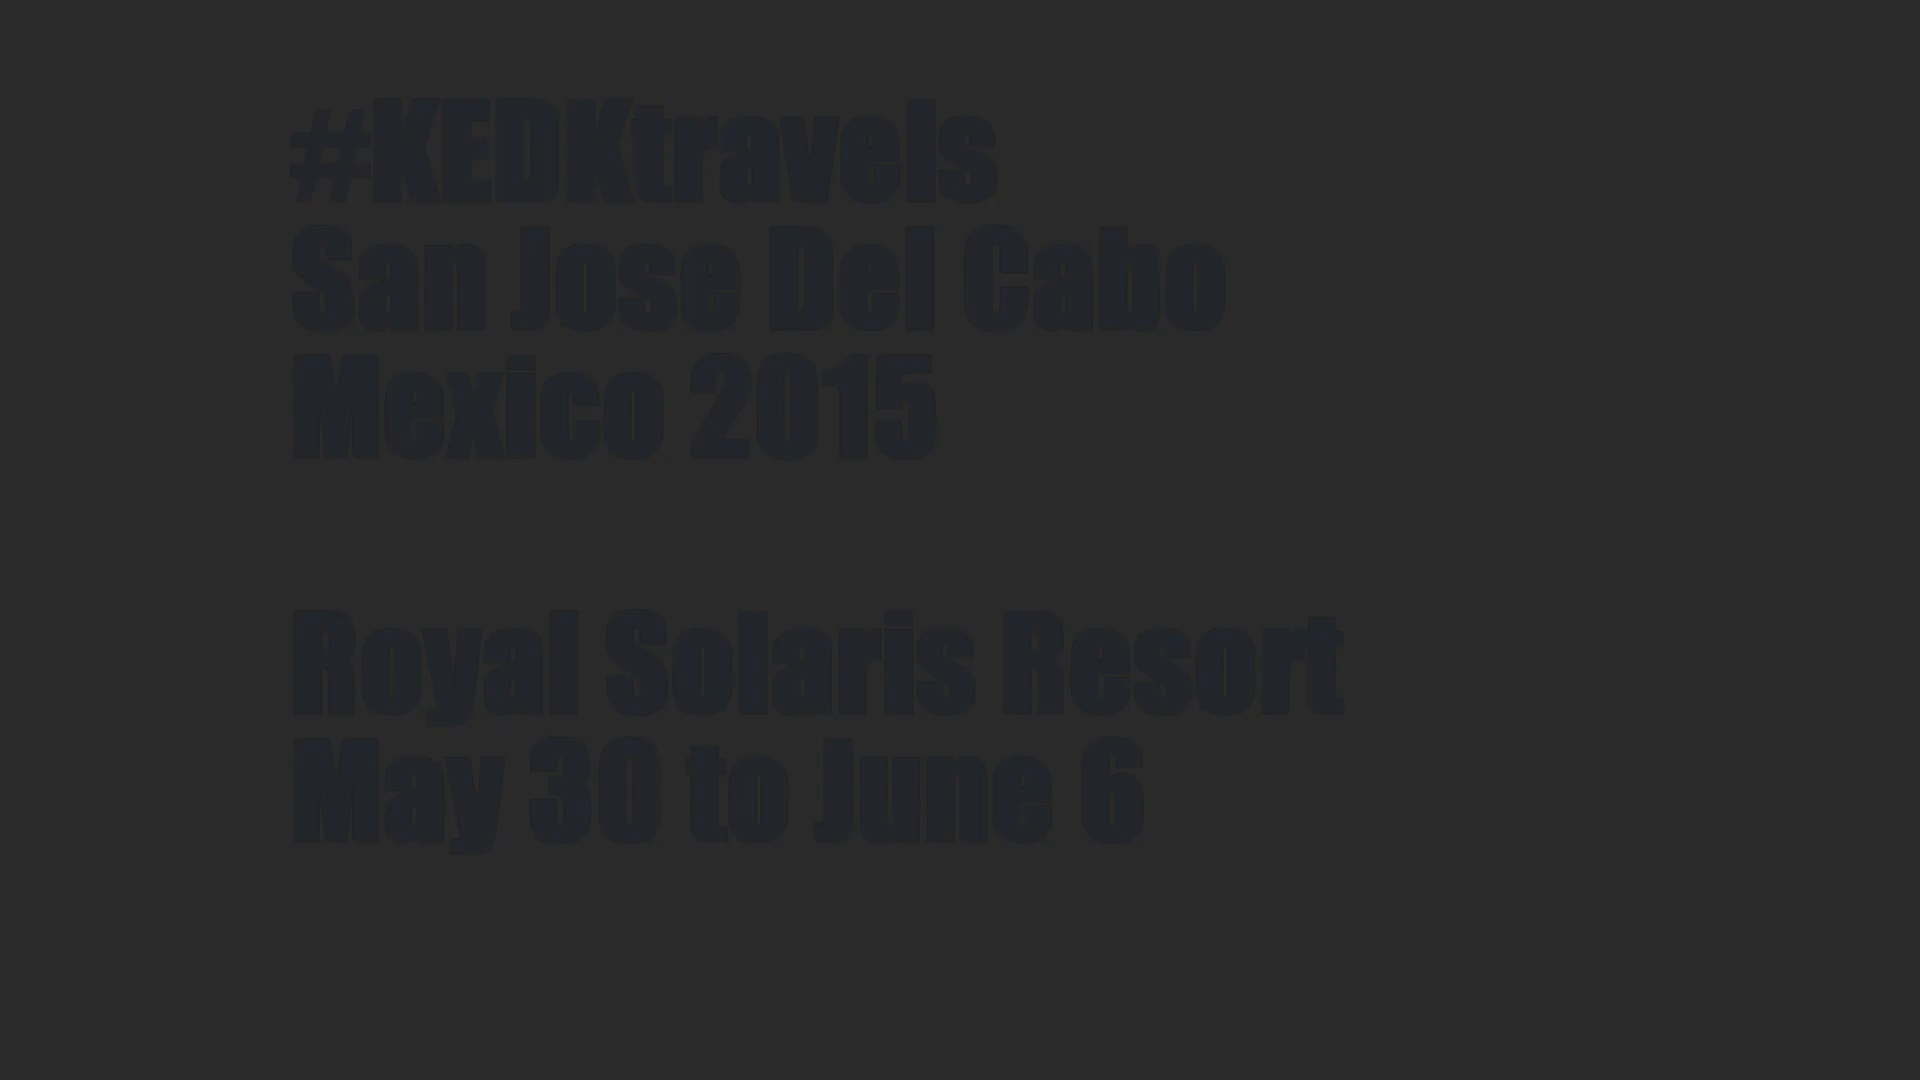 #KEDKtravels
San Jose Del Cabo
Mexico 2015
Royal Solaris Resort
May 30 to June 6